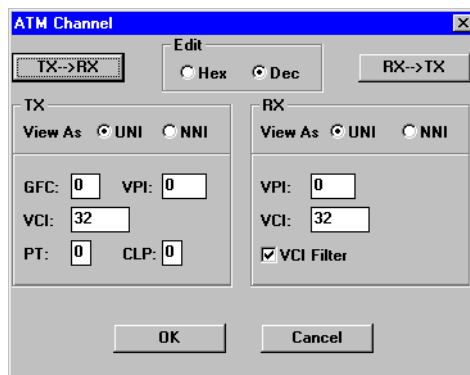 ATM Channel
TX-->RX
Edit
Hex Dec
RX-->TX
TX
View As UNI NNI
GFC: 0 VPI: 0
VCI: 32
PT: 0 CLP: 0
RX
View As UNI NNI
VPI: 0
VCI: 32
VCI Filter
OK Cancel